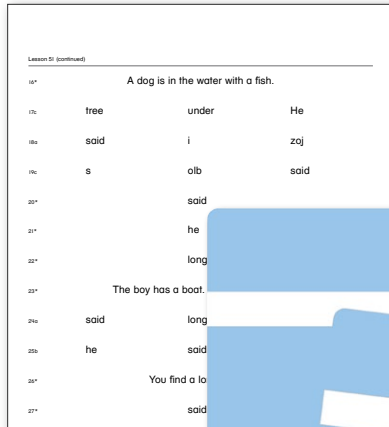 Lesson 51 (continued)
16* A dog is in the water with a fish.
17c tree under He
18a said i zoj
19c s olb said
20* said
21* he
22* long
23* The boy has a boat.
24a said long
25b he said
26* You find a lo
27* said